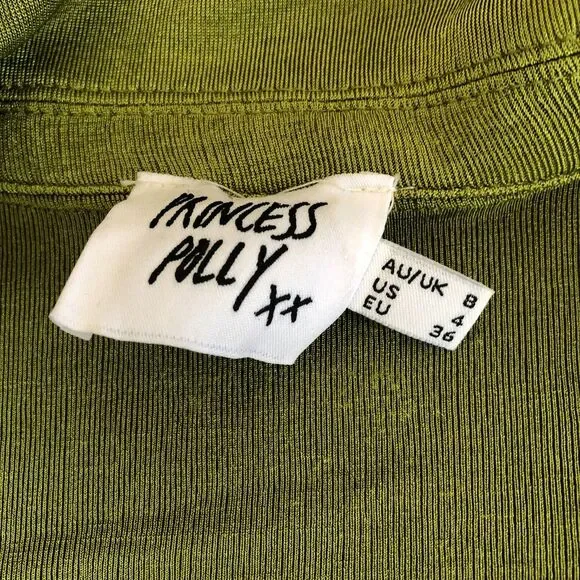 PRINCESS
POLLY
XX
AU/UK 8
US 4
EU 36